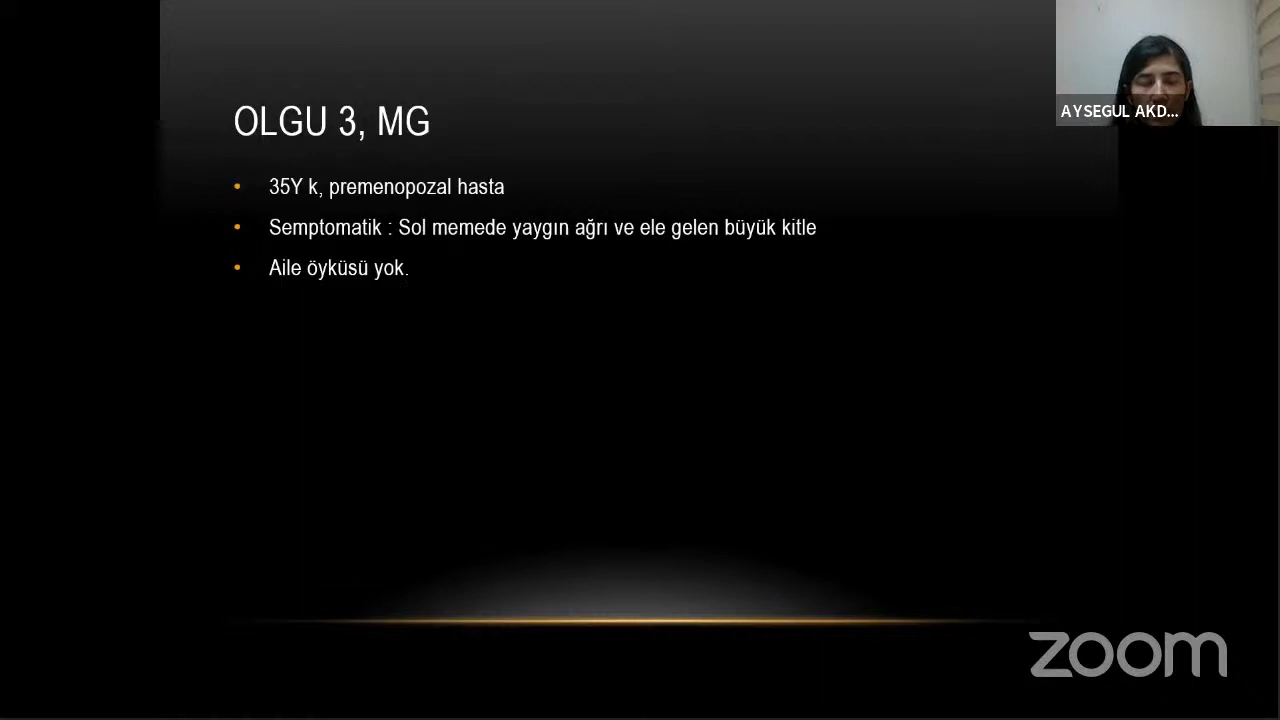 OLGU 3, MG
AYSEGUL AKD...
• 35Y k, premenopozal hasta
• Semptomatik : Sol memede yaygın ağrı ve ele gelen büyük kitle
• Aile öyküsü yok.
zoom